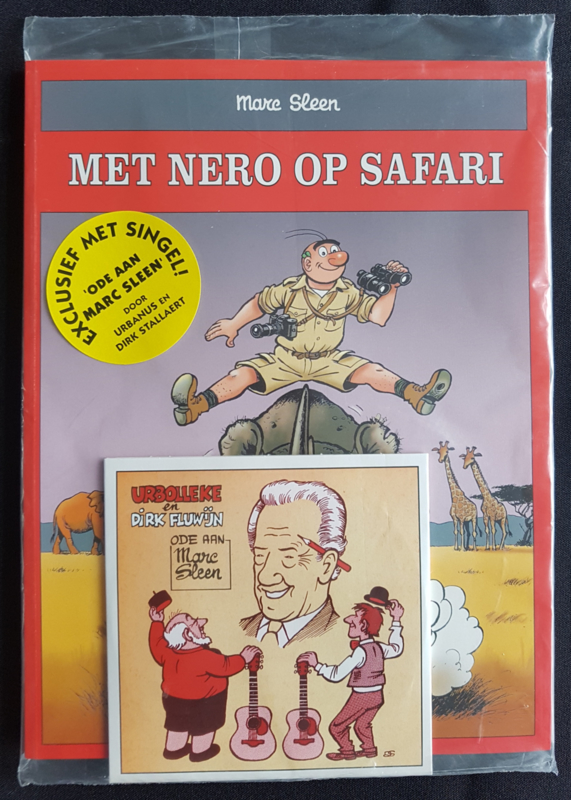 Marc Sleen
MET NERO OP SAFARI
EXCLUSIEF MET SINGEL!
'ODE AAN
MARC SLEEN'
DOOR
URBANUS EN
DIRK STALLAERT
URBOLLEKE
en
DIRK FLUWIJN
ODE AAN
Marc
Sleen